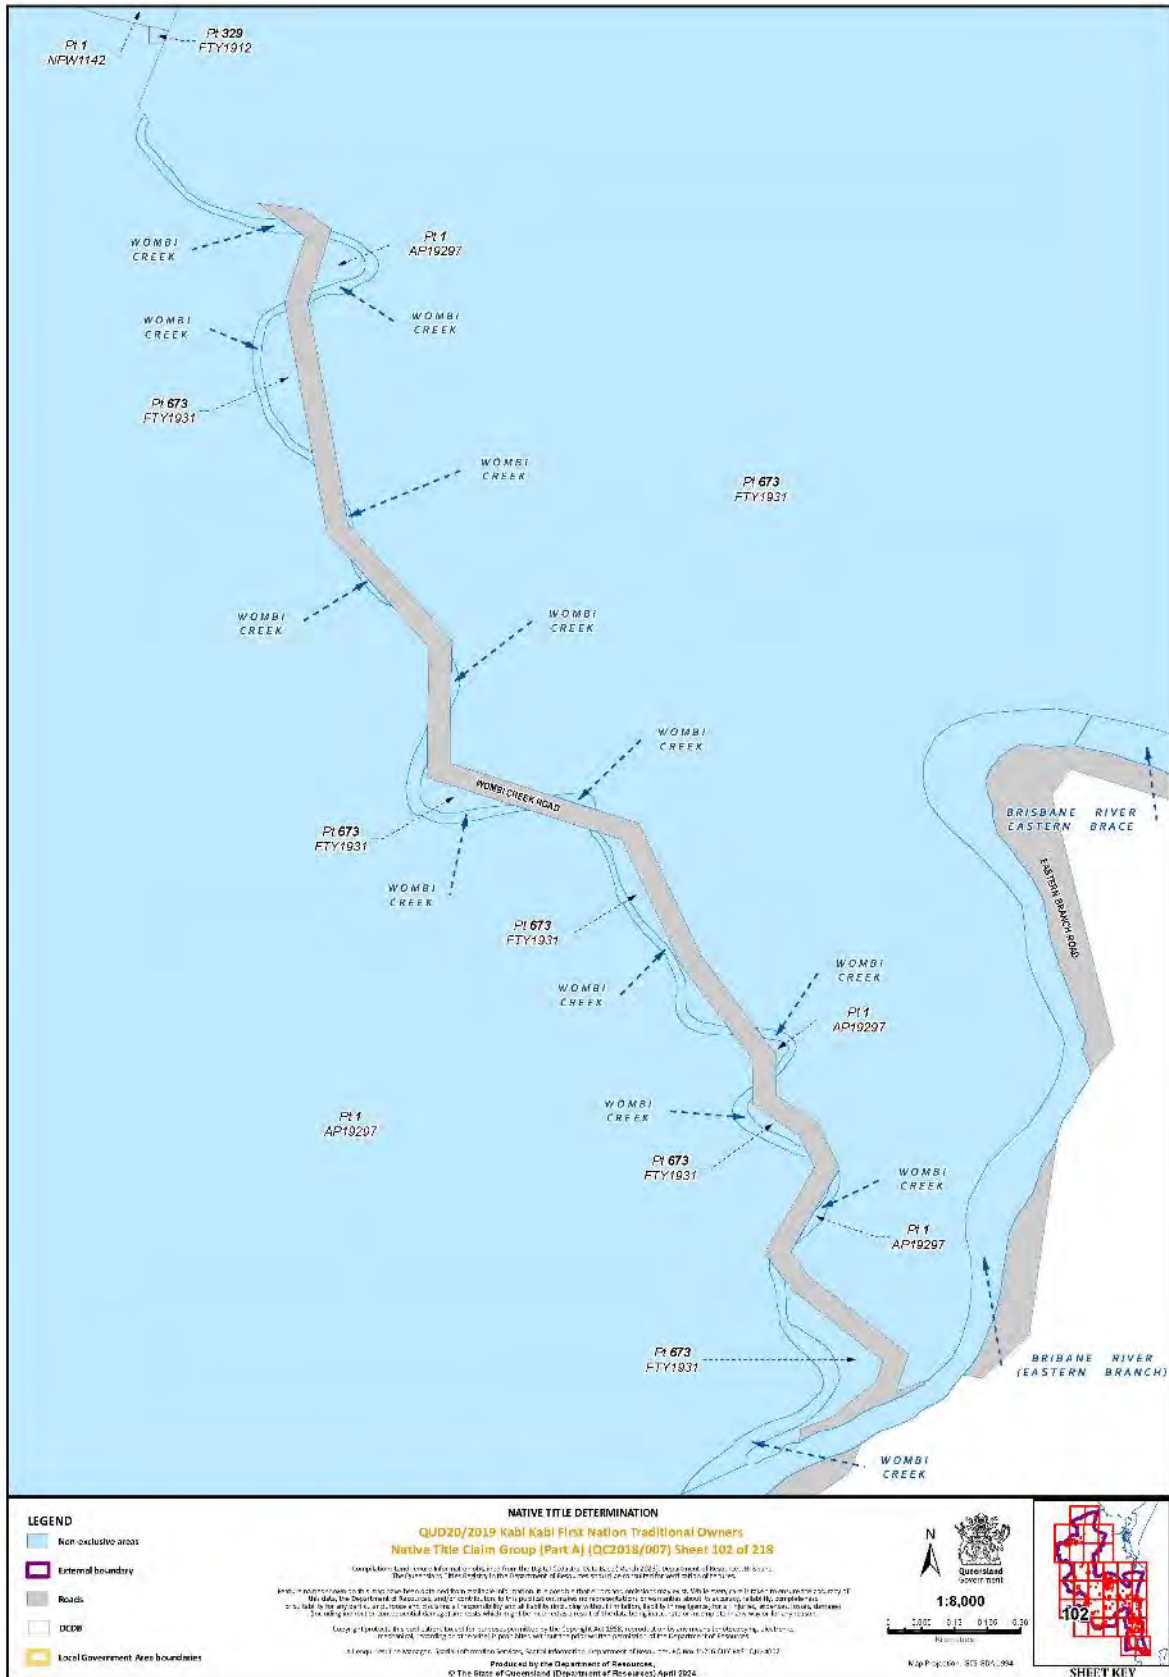 Pt 1
NPW1142
Pt 329
FTY1912
WOMBI
CREEK
Pt 1
AP19297
WOMBI
CREEK
WOMBI
CREEK
Pt 673
FTY1931
WOMBI
CREEK
Pt 673
FTY1931
WOMBI
CREEK
WOMBI
CREEK
WOMBI
CREEK
WOMBI CREEK ROAD
BRISBANE RIVER
EASTERN BRACE
Pt 673
FTY1931
WOMBI
CREEK
EASTERN BRANCH ROAD
Pt 673
FTY1931
WOMBI
CREEK
WOMBI
CREEK
Pt 1
AP19297
Pt 1
AP19297
WOMBI
CREEK
Pt 673
FTY1931
WOMBI
CREEK
Pt 1
AP19297
Pt 673
FTY1931
BRIBANE RIVER
(EASTERN BRANCH)
WOMBI
CREEK
LEGEND
Non-exclusive areas
External boundary
Roads
DCDB
Local Government Area boundaries
NATIVE TITLE DETERMINATION
QUD20/2019 Kabi Kabi First Nation Traditional Owners
Native Title Claim Group (Part A) (QC2018/007) Sheet 102 of 218
Produced by the Department of Resources,
© The State of Queensland (Department of Resources) April 2024
N
Queensland
Government
1:8,000
Kilometres
102
SHEET KEY